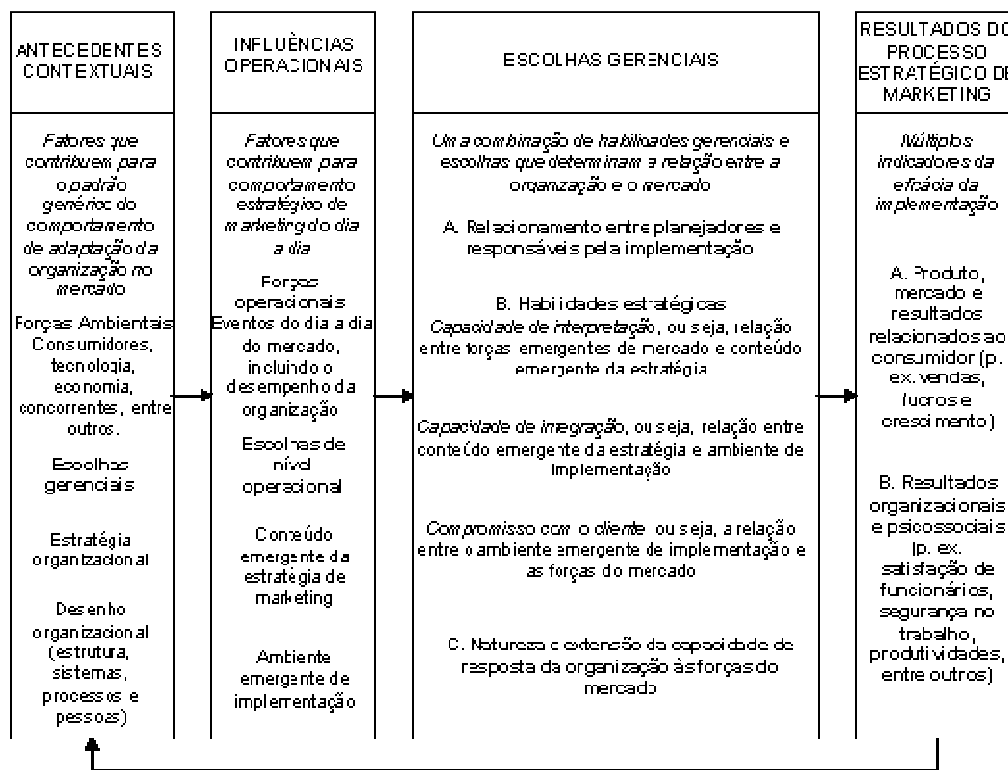 ANTECEDENTES
CONTEXTUAIS
Fatores que
contribuem para
o padrão
genérico do
comportamento
de adaptação da
organização no
mercado
Forças Ambientais
Consumidores,
tecnologia,
economia,
concorrentes, entre
outros.
Escolhas
gerenciais
Estratégia
organizacional
Desenho
organizacional
(estrutura,
sistemas,
processos e
pessoas)
INFLUÊNCIAS
OPERACIONAIS
Fatores que
contribuem para
comportamento
estratégico de
marketing do dia
a dia
Forças
operacionais
Eventos do dia a dia
do mercado,
incluindo o
desempenho da
organização
Escolhas de
nível
operacional
Conteúdo
emergente da
estratégia de
marketing
Ambiente
emergente de
implementação
ESCOLHAS GERENCIAIS
Uma combinação de habilidades gerenciais e
escolhas que determinam a relação entre a
organização e o mercado
A. Relacionamento entre planejadores e
responsáveis pela implementação
B. Habilidades estratégicas
Capacidade de interpretação, ou seja, relação
entre forças emergentes de mercado e conteúdo
emergente da estratégia
Capacidade de integração, ou seja, relação entre
conteúdo emergente da estratégia e ambiente de
implementação
Compromisso com o cliente ou seja, a relação
entre o ambiente emergente de implementação e
as forças do mercado
C. Natureza e extensão da capacidade de
resposta da organização às forças do
mercado
RESULTADOS DO
PROCESSO
ESTRATÉGICO DE
MARKETING
Múltiplos
indicadores da
eficácia da
implementação
A. Produto,
mercado e
resultados
relacionados ao
consumidor (p.
ex. vendas,
lucros e
crescimento)
B. Resultados
organizacionais
e psicossociais
(p. ex.
satisfação de
funcionários,
segurança no
trabalho,
produtividades,
entre outros)